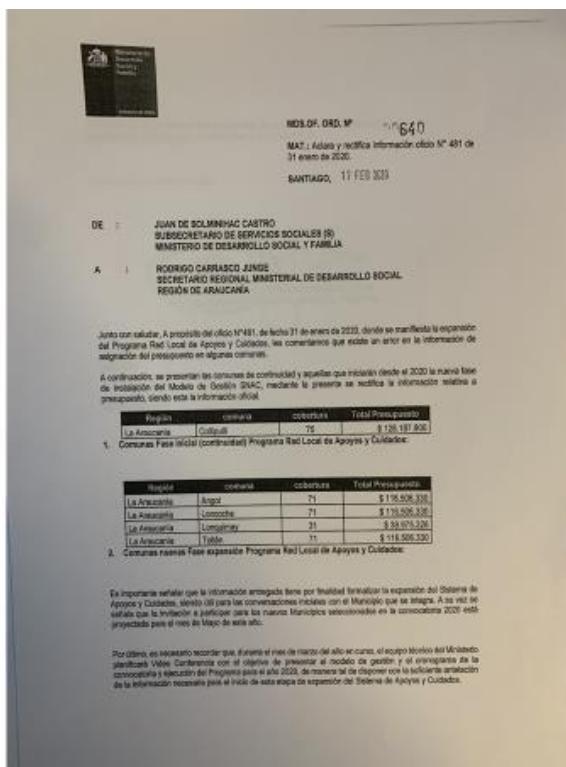 Ministerio de
Desarrollo
Social y
Familia
MDS.OF. ORD. Nº 640
MAT.: Aclara y rectifica información oficio N° 481 de
31 enero de 2020.
SANTIAGO, 17 FEB 2020
DE :
JUAN DE SOLMINIHAC CASTRO
SUBSECRETARIO DE SERVICIOS SOCIALES (S)
MINISTERIO DE DESARROLLO SOCIAL Y FAMILIA
A :
RODRIGO CARRASCO JUNGE
SECRETARIO REGIONAL MINISTERIAL DE DESARROLLO SOCIAL
REGIÓN DE ARAUCANÍA
Junto con saludar, A propósito del oficio N°481, de fecha 31 de enero de 2020, donde se manifiesta la expansión
del Programa Red Local de Apoyos y Cuidados, les comentamos que existe un error en la información de
asignación del presupuesto en algunas comunas.
A continuación, se presentan las comunas de continuidad y aquellas que iniciarán desde el 2020 la nueva fase
de instalación del Modelo de Gestión SNAC, mediante la presente se rectifica la información relativa a
presupuesto, siendo esta la información oficial.
Región comuna cobertura Total Presupuesto
La Araucanía Collipulli 75
1. Comunas Fase inicial (continuidad) Programa Red Local de Apoyos y Cuidados:
Región comuna cobertura Total Presupuesto
La Araucanía Angol 71 $ 116.506.330
La Araucanía Loncoche 71 $ 116.506.330
La Araucanía Lonquimay 31
La Araucanía Toltén 71 $ 116.506.330
2. Comunas nuevas Fase expansión Programa Red Local de Apoyos y Cuidados:
Es importante señalar que la información entregada tiene por finalidad formalizar la expansión del Sistema de
Apoyos y Cuidados, siendo útil para las conversaciones iniciales con el Municipio que se integra. A su vez se
señala que la invitación a participar para los nuevos Municipios seleccionados en la convocatoria 2020 está
proyectada para el mes de Mayo de este año.
Por último, es necesario recordar que, durante el mes de marzo del año en curso, el equipo técnico del Ministerio
planificará Video Conferencia con el objetivo de presentar el modelo de gestión y el cronograma de la
convocatoria y ejecución del Programa para el año 2020, de manera tal de disponer con la suficiente antelación
de la información necesaria para el inicio de esta etapa de expansión del Sistema de Apoyos y Cuidados.